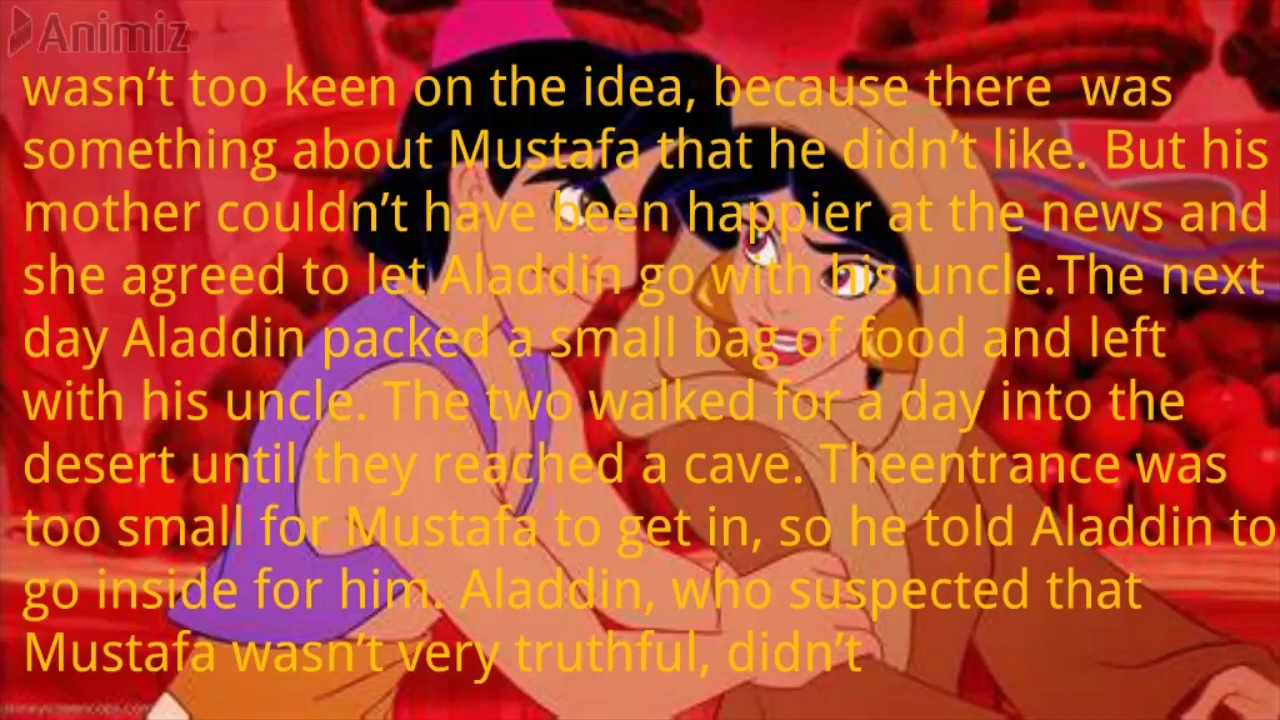 Animiz
wasn’t too keen on the idea, because there  was
something about Mustafa that he didn’t like. But his
mother couldn’t have been happier at the news and
she agreed to let Aladdin go with his uncle.The next
day Aladdin packed a small bag of food and left
with his uncle. The two walked for a day into the
desert until they reached a cave. Theentrance was
too small for Mustafa to get in, so he told Aladdin to
go inside for him. Aladdin, who suspected that
Mustafa wasn’t very truthful, didn’t